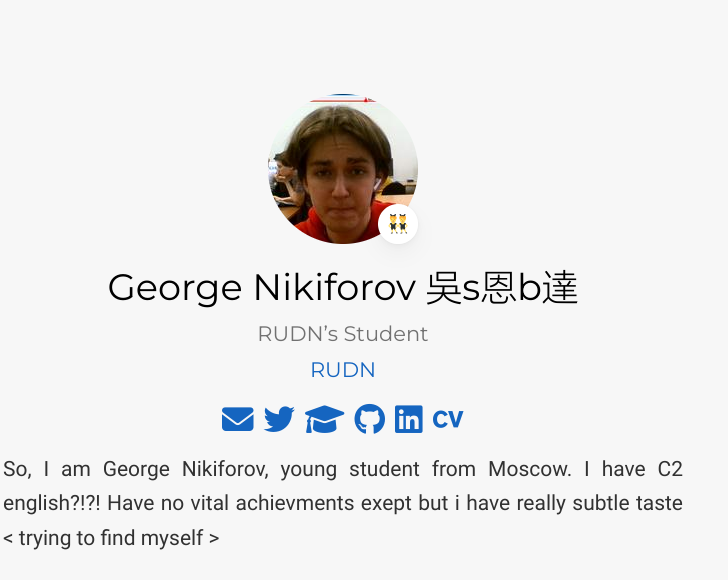 George Nikiforov 吳s恩b達
RUDN's Student
RUDN
CV
So, I am George Nikiforov, young student from Moscow. I have C2
english?!?! Have no vital achievments exept but i have really subtle taste
< trying to find myself >